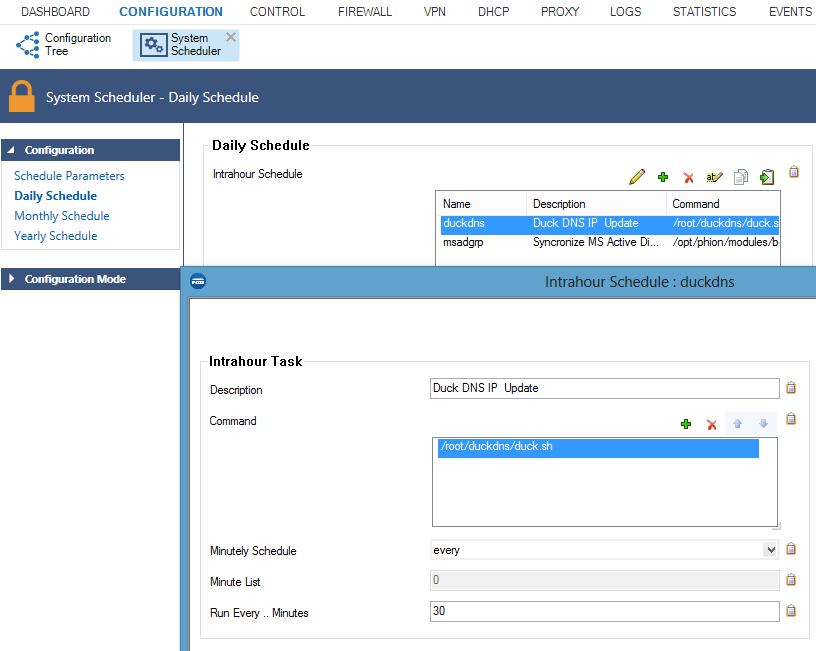 DASHBOARD CONFIGURATION CONTROL FIREWALL VPN DHCP PROXY LOGS STATISTICS EVENTS
Configuration
Tree
System
Scheduler
System Scheduler - Daily Schedule
Configuration
Schedule Parameters
Daily Schedule
Monthly Schedule
Yearly Schedule
Configuration Mode
Daily Schedule
Intrahour Schedule
Name Description Command
duckdns Duck DNS IP Update /root/duckdns/duck.s
msadgrp Syncronize MS Active Di... /opt/phion/modules/b
Intrahour Schedule : duckdns
Intrahour Task
Description Duck DNS IP Update
Command
/root/duckdns/duck.sh
Minutely Schedule every
Minute List 0
Run Every .. Minutes 30